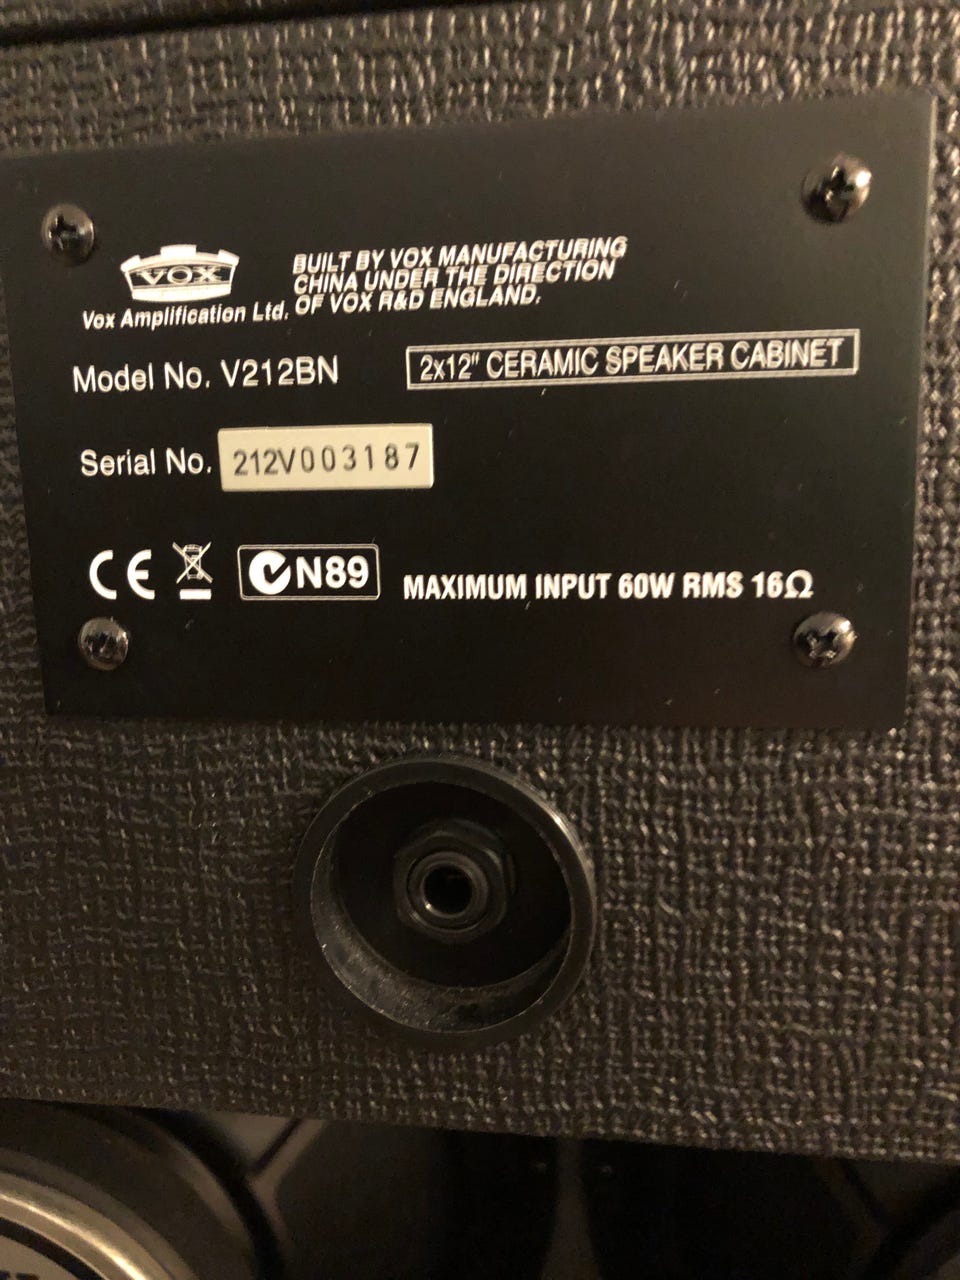 VOX
Vox Amplification Ltd.
BUILT BY VOX MANUFACTURING
CHINA UNDER THE DIRECTION
OF VOX R&D ENGLAND.
Model No. V212BN
2x12" CERAMIC SPEAKER CABINET
Serial No. 212V003187
CE N89
MAXIMUM INPUT 60W RMS 16Ω